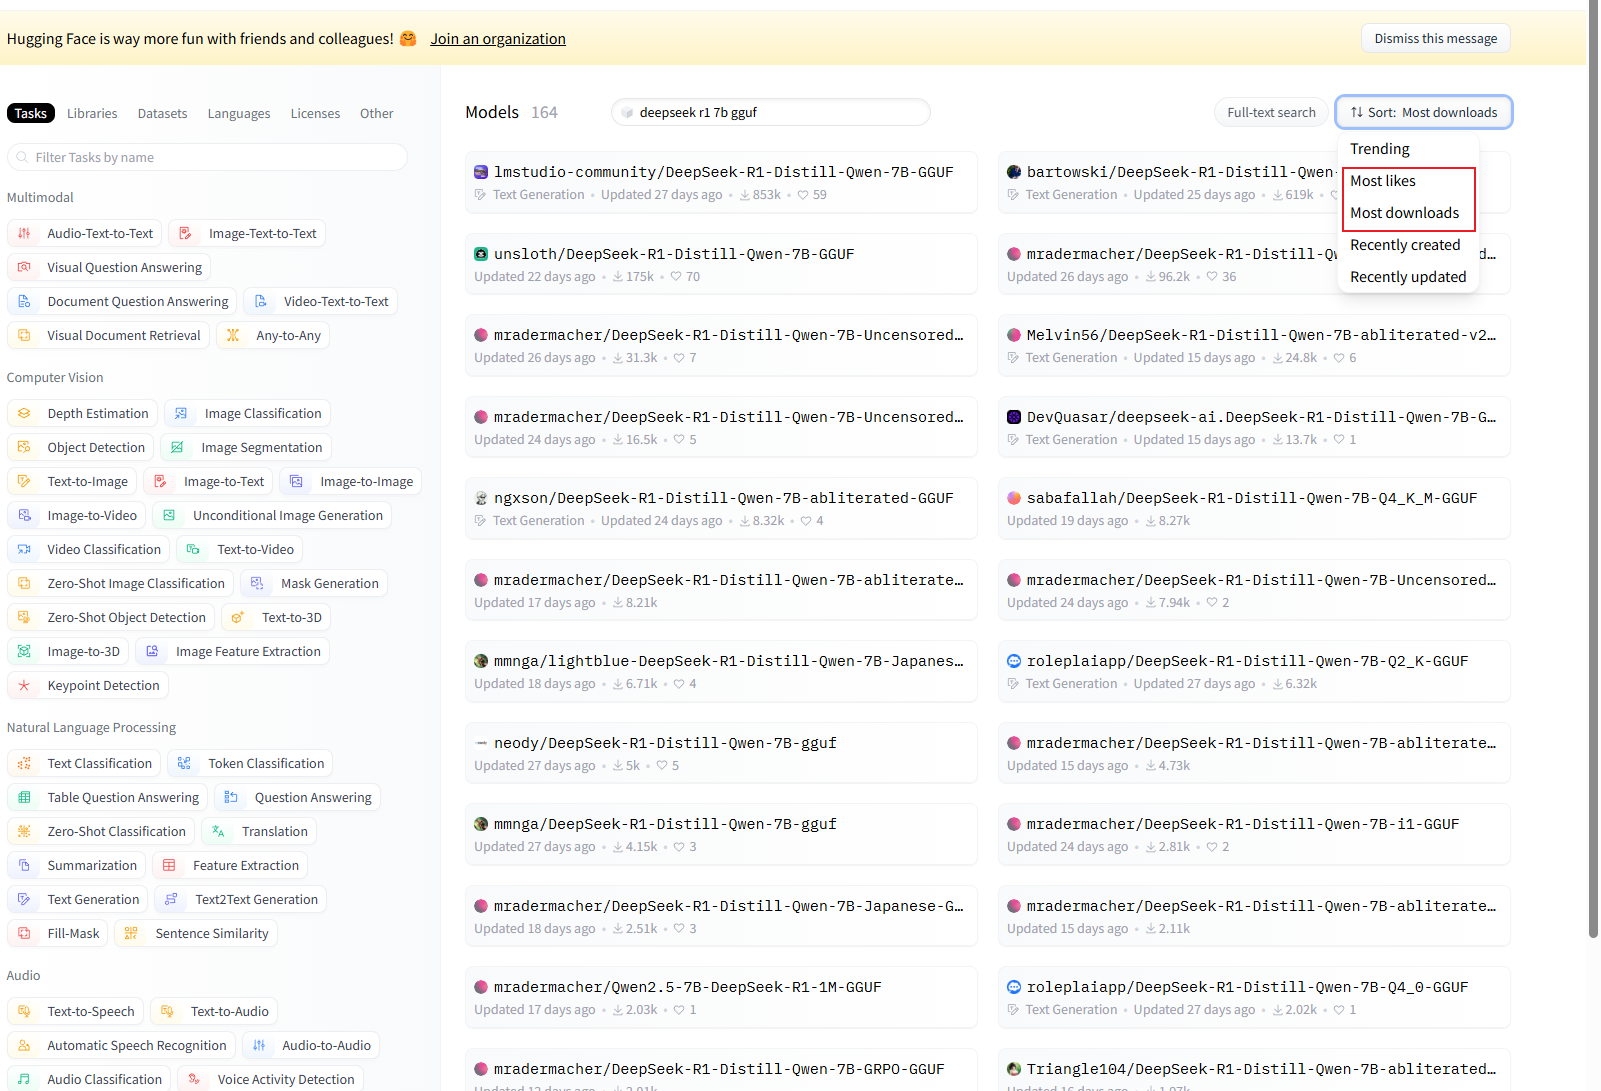 Hugging Face is way more fun with friends and colleagues! 🤗 Join an organization
Dismiss this message
Tasks Libraries Datasets Languages Licenses Other
Filter Tasks by name
Multimodal
Audio-Text-to-Text Image-Text-to-Text
Visual Question Answering
Document Question Answering Video-Text-to-Text
Visual Document Retrieval Any-to-Any
Computer Vision
Depth Estimation Image Classification
Object Detection Image Segmentation
Text-to-Image Image-to-Text Image-to-Image
Image-to-Video Unconditional Image Generation
Video Classification Text-to-Video
Zero-Shot Image Classification Mask Generation
Zero-Shot Object Detection Text-to-3D
Image-to-3D Image Feature Extraction
Keypoint Detection
Natural Language Processing
Text Classification Token Classification
Table Question Answering Question Answering
Zero-Shot Classification Translation
Summarization Feature Extraction
Text Generation Text2Text Generation
Fill-Mask Sentence Similarity
Audio
Text-to-Speech Text-to-Audio
Automatic Speech Recognition Audio-to-Audio
Audio Classification Voice Activity Detection
Models 164
deepseek r1 7b gguf
Full-text search
Sort: Most downloads
Trending
Most likes
Most downloads
Recently created
Recently updated
lmstudio-community/DeepSeek-R1-Distill-Qwen-7B-GGUF
Text Generation • Updated 27 days ago • 853k • 59
bartowski/DeepSeek-R1-Distill-Qwen-
Text Generation • Updated 25 days ago • 619k •
unsloth/DeepSeek-R1-Distill-Qwen-7B-GGUF
Updated 22 days ago • 175k • 70
mradermacher/DeepSeek-R1-Distill-Qw d…
Updated 26 days ago • 96.2k • 36
mradermacher/DeepSeek-R1-Distill-Qwen-7B-Uncensored…
Updated 26 days ago • 31.3k • 7
Melvin56/DeepSeek-R1-Distill-Qwen-7B-abliterated-v2…
Text Generation • Updated 15 days ago • 24.8k • 6
mradermacher/DeepSeek-R1-Distill-Qwen-7B-Uncensored…
Updated 24 days ago • 16.5k • 5
DevQuasar/deepseek-ai.DeepSeek-R1-Distill-Qwen-7B-G…
Text Generation • Updated 15 days ago • 13.7k • 1
ngxson/DeepSeek-R1-Distill-Qwen-7B-abliterated-GGUF
Text Generation • Updated 24 days ago • 8.32k • 4
sabafallah/DeepSeek-R1-Distill-Qwen-7B-Q4_K_M-GGUF
Updated 19 days ago • 8.27k
mradermacher/DeepSeek-R1-Distill-Qwen-7B-abliterate…
Updated 17 days ago • 8.21k
mradermacher/DeepSeek-R1-Distill-Qwen-7B-Uncensored…
Updated 24 days ago • 7.94k • 2
mmnga/lightblue-DeepSeek-R1-Distill-Qwen-7B-Japanes…
Updated 18 days ago • 6.71k • 4
roleplaiapp/DeepSeek-R1-Distill-Qwen-7B-Q2_K-GGUF
Text Generation • Updated 27 days ago • 6.32k
neody/DeepSeek-R1-Distill-Qwen-7B-gguf
Updated 27 days ago • 5k • 5
mradermacher/DeepSeek-R1-Distill-Qwen-7B-abliterate…
Updated 15 days ago • 4.73k
mmnga/DeepSeek-R1-Distill-Qwen-7B-gguf
Updated 27 days ago • 4.15k • 3
mradermacher/DeepSeek-R1-Distill-Qwen-7B-i1-GGUF
Updated 24 days ago • 2.81k • 2
mradermacher/DeepSeek-R1-Distill-Qwen-7B-Japanese-G…
Updated 18 days ago • 2.51k • 3
mradermacher/DeepSeek-R1-Distill-Qwen-7B-abliterate…
Updated 15 days ago • 2.11k
mradermacher/Qwen2.5-7B-DeepSeek-R1-1M-GGUF
Updated 17 days ago • 2.03k • 1
roleplaiapp/DeepSeek-R1-Distill-Qwen-7B-Q4_0-GGUF
Text Generation • Updated 27 days ago • 2.02k • 1
mradermacher/DeepSeek-R1-Distill-Qwen-7B-GRPO-GGUF
Triangle104/DeepSeek-R1-Distill-Qwen-7B-abliterated…